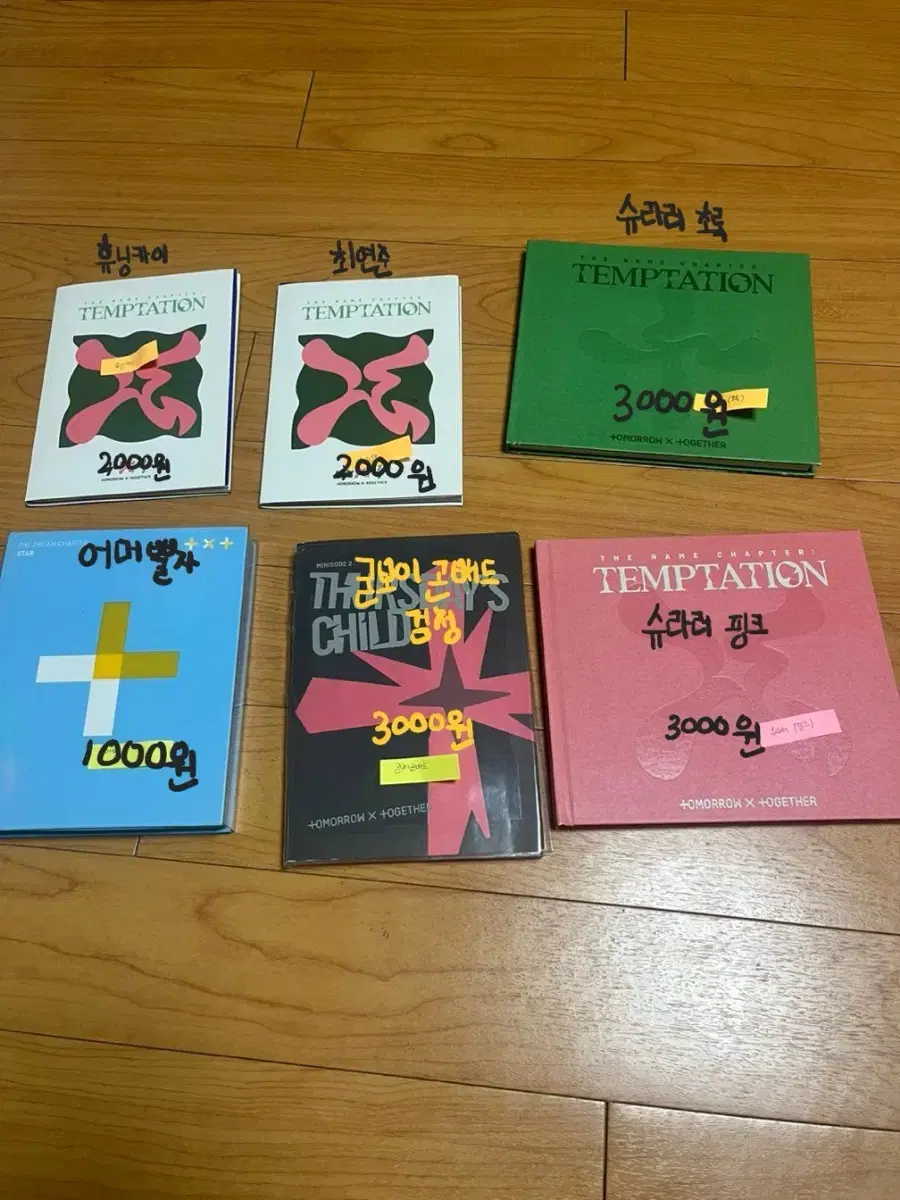 휴닝카이
THE NAME CHAPTER:
TEMPTATION
2000원
TOMORROW X TOGETHER
최연준
THE NAME CHAPTER:
TEMPTATION
2000원
TOMORROW X TOGETHER
슈라러 초록
THE NAME CHAPTER:
TEMPTATION
3000원
TOMORROW X TOGETHER
THE DREAM CHAPTER
STAR
어머뿔자
1000원
MINISODE 2:
THURSDAY'S
CHILD
굳보이 곤배드
검정
3000원
TOMORROW X TOGETHER
THE NAME CHAPTER:
TEMPTATION
슈라러 핑크
3000원
TOMORROW X TOGETHER